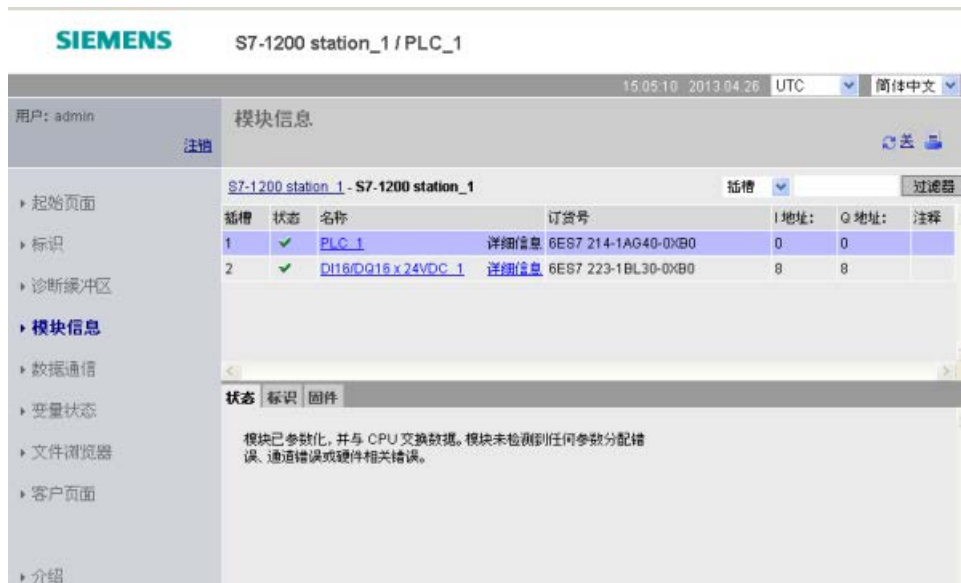 SIEMENS S7-1200 station_1 / PLC_1
15:05:10 2013.04.26 UTC 简体中文
用户: admin
注销
模块信息
关
起始页面
标识
诊断缓冲区
模块信息
数据通信
变量状态
文件浏览器
客户页面
介绍
S7-1200 station_1 - S7-1200 station_1 插槽 过滤器
插槽 状态 名称 订货号 I 地址: Q 地址: 注释
1 PLC_1 详细信息 6ES7 214-1AG40-0XB0 0 0
2 DI16/DQ16 x 24VDC_1 详细信息 6ES7 223-1BL30-0XB0 8 8
状态 标识 固件
模块已参数化, 并与 CPU 交换数据。模块未检测到任何参数分配错
误、通道错误或硬件相关错误。